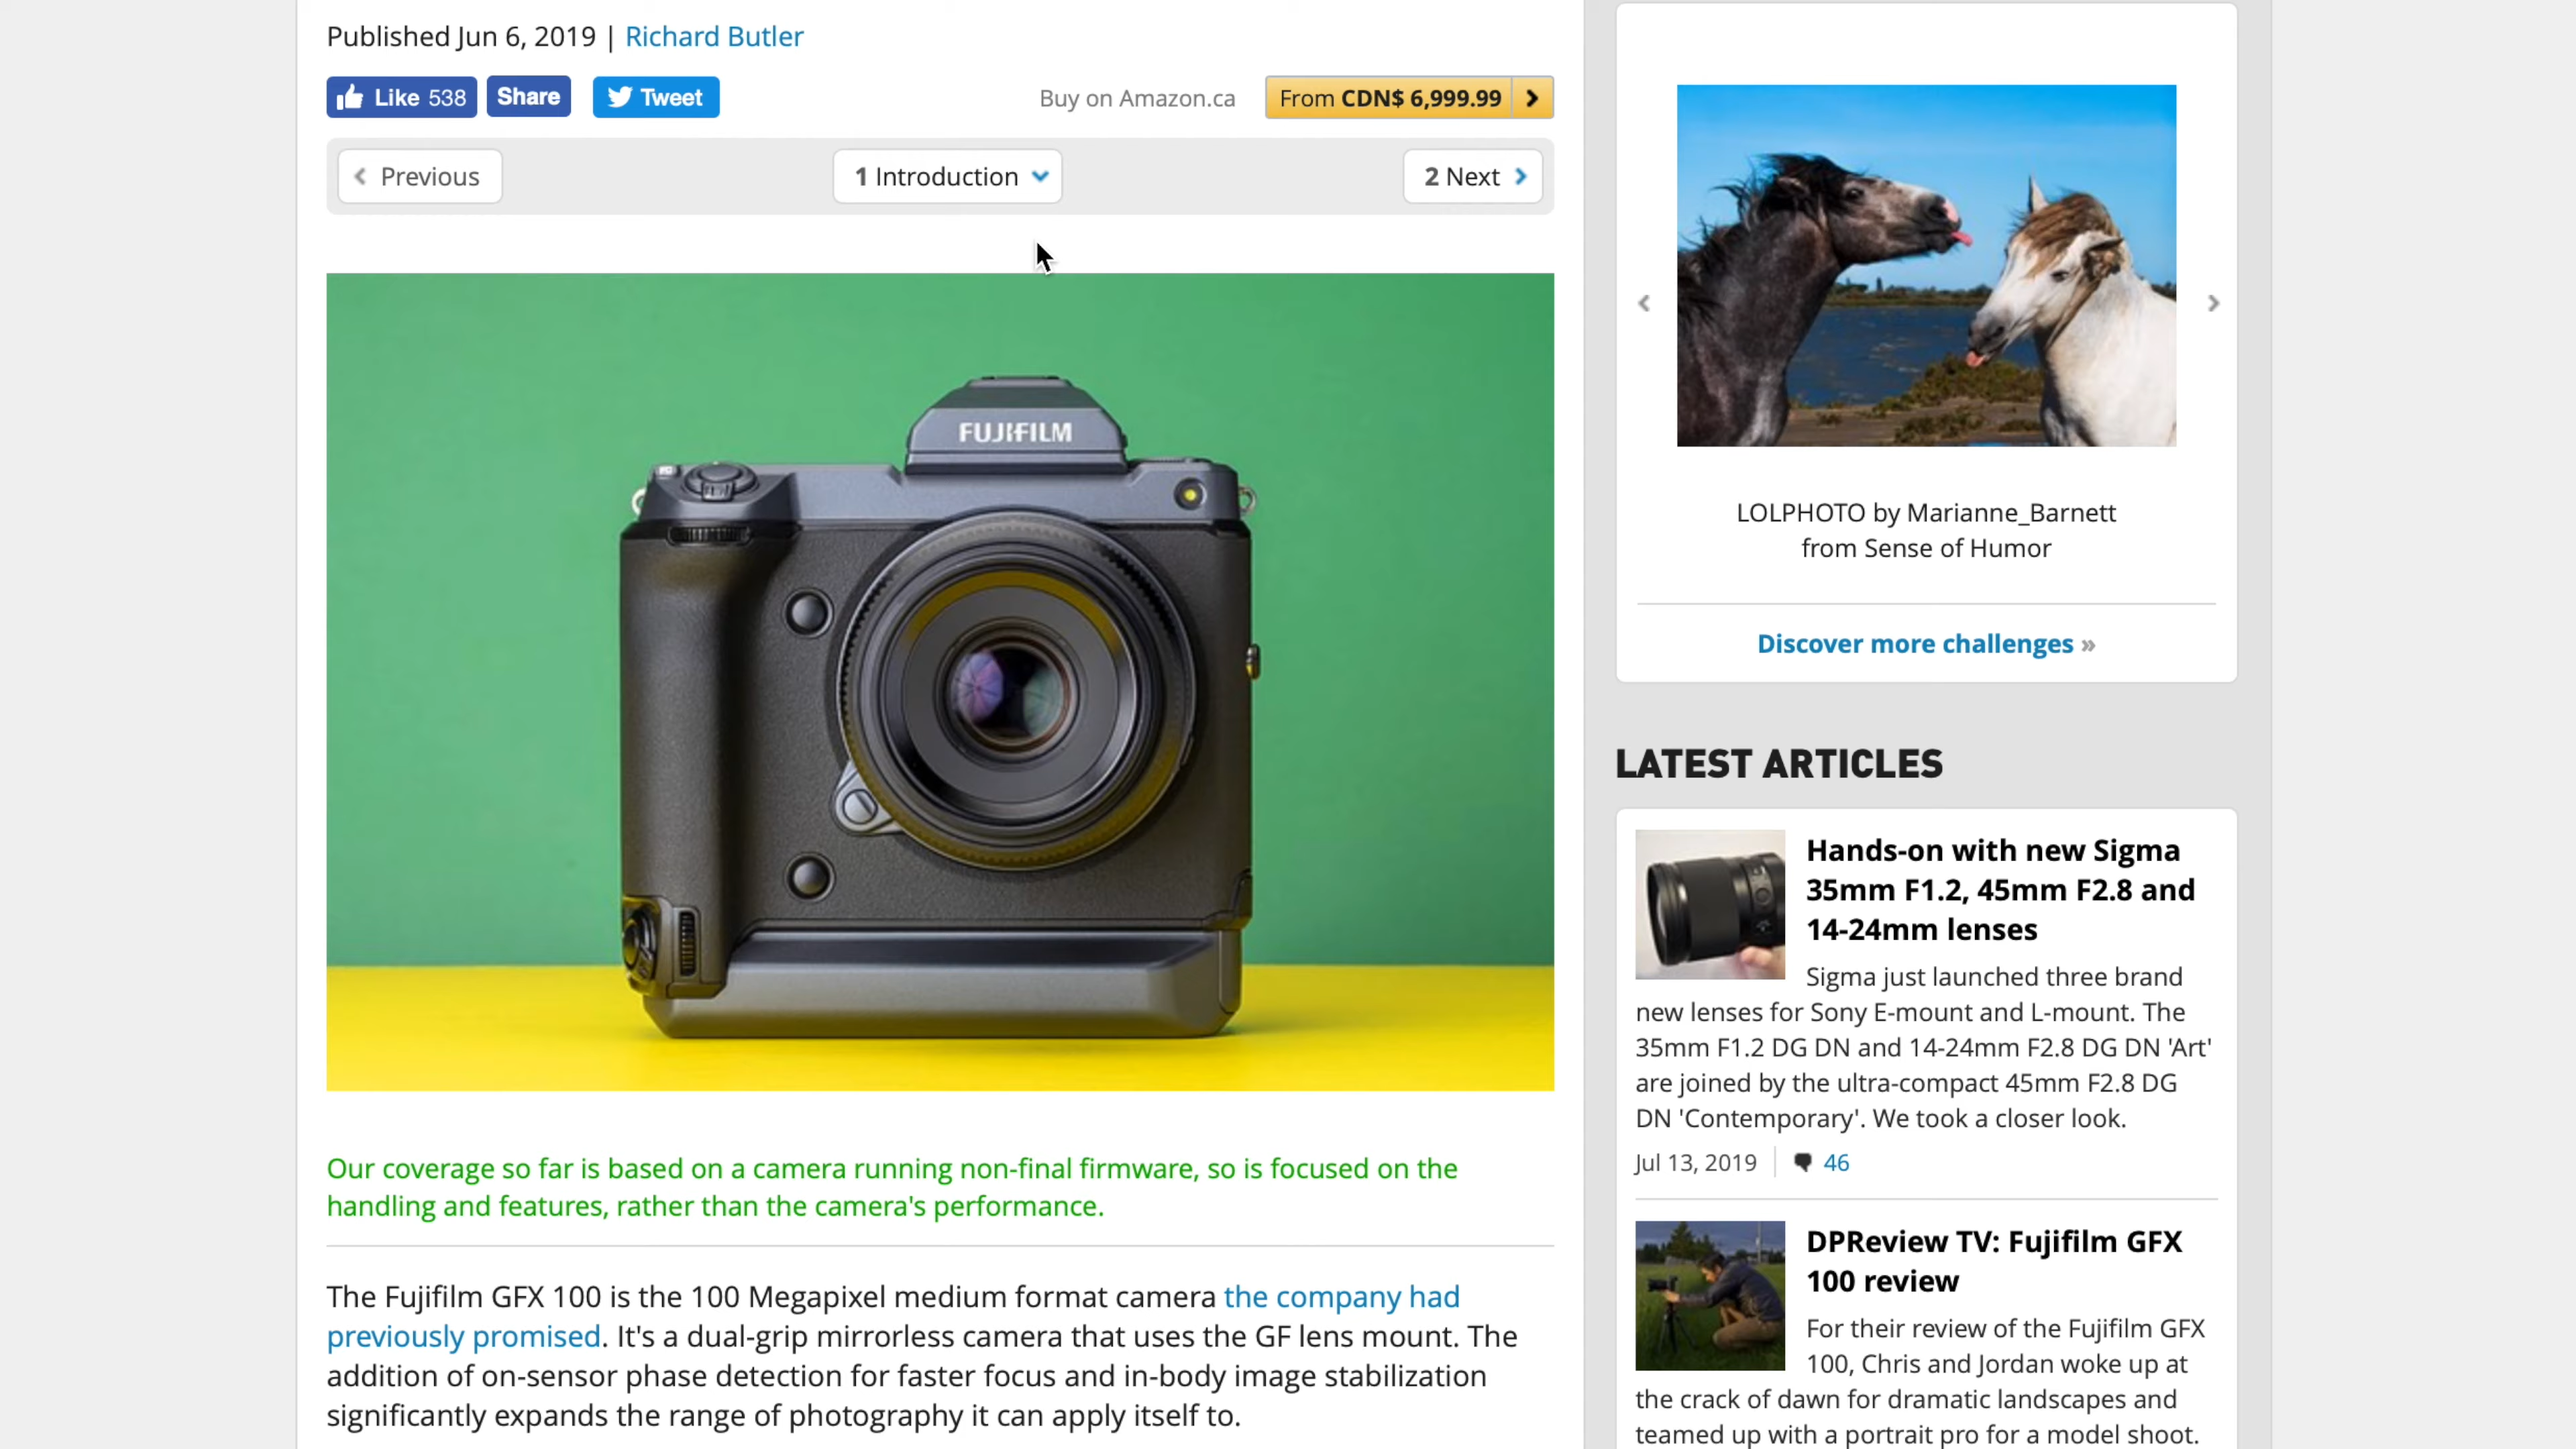 Published Jun 6, 2019 | Richard Butler
Like 538
Share
Tweet
Buy on Amazon.ca
From CDN$ 6,999.99
Previous
1 Introduction
2 Next
FUJIFILM
Our coverage so far is based on a camera running non-final firmware, so is focused on the
handling and features, rather than the camera's performance.
The Fujifilm GFX 100 is the 100 Megapixel medium format camera the company had
previously promised. It's a dual-grip mirrorless camera that uses the GF lens mount. The
addition of on-sensor phase detection for faster focus and in-body image stabilization
significantly expands the range of photography it can apply itself to.
LOLPHOTO by Marianne_Barnett
from Sense of Humor
Discover more challenges »
LATEST ARTICLES
Hands-on with new Sigma
35mm F1.2, 45mm F2.8 and
14-24mm lenses
Sigma just launched three brand
new lenses for Sony E-mount and L-mount. The
35mm F1.2 DG DN and 14-24mm F2.8 DG DN 'Art'
are joined by the ultra-compact 45mm F2.8 DG
DN 'Contemporary'. We took a closer look.
Jul 13, 2019
46
DPReview TV: Fujifilm GFX
100 review
For their review of the Fujifilm GFX
100, Chris and Jordan woke up at
the crack of dawn for dramatic landscapes and
teamed up with a portrait pro for a model shoot.